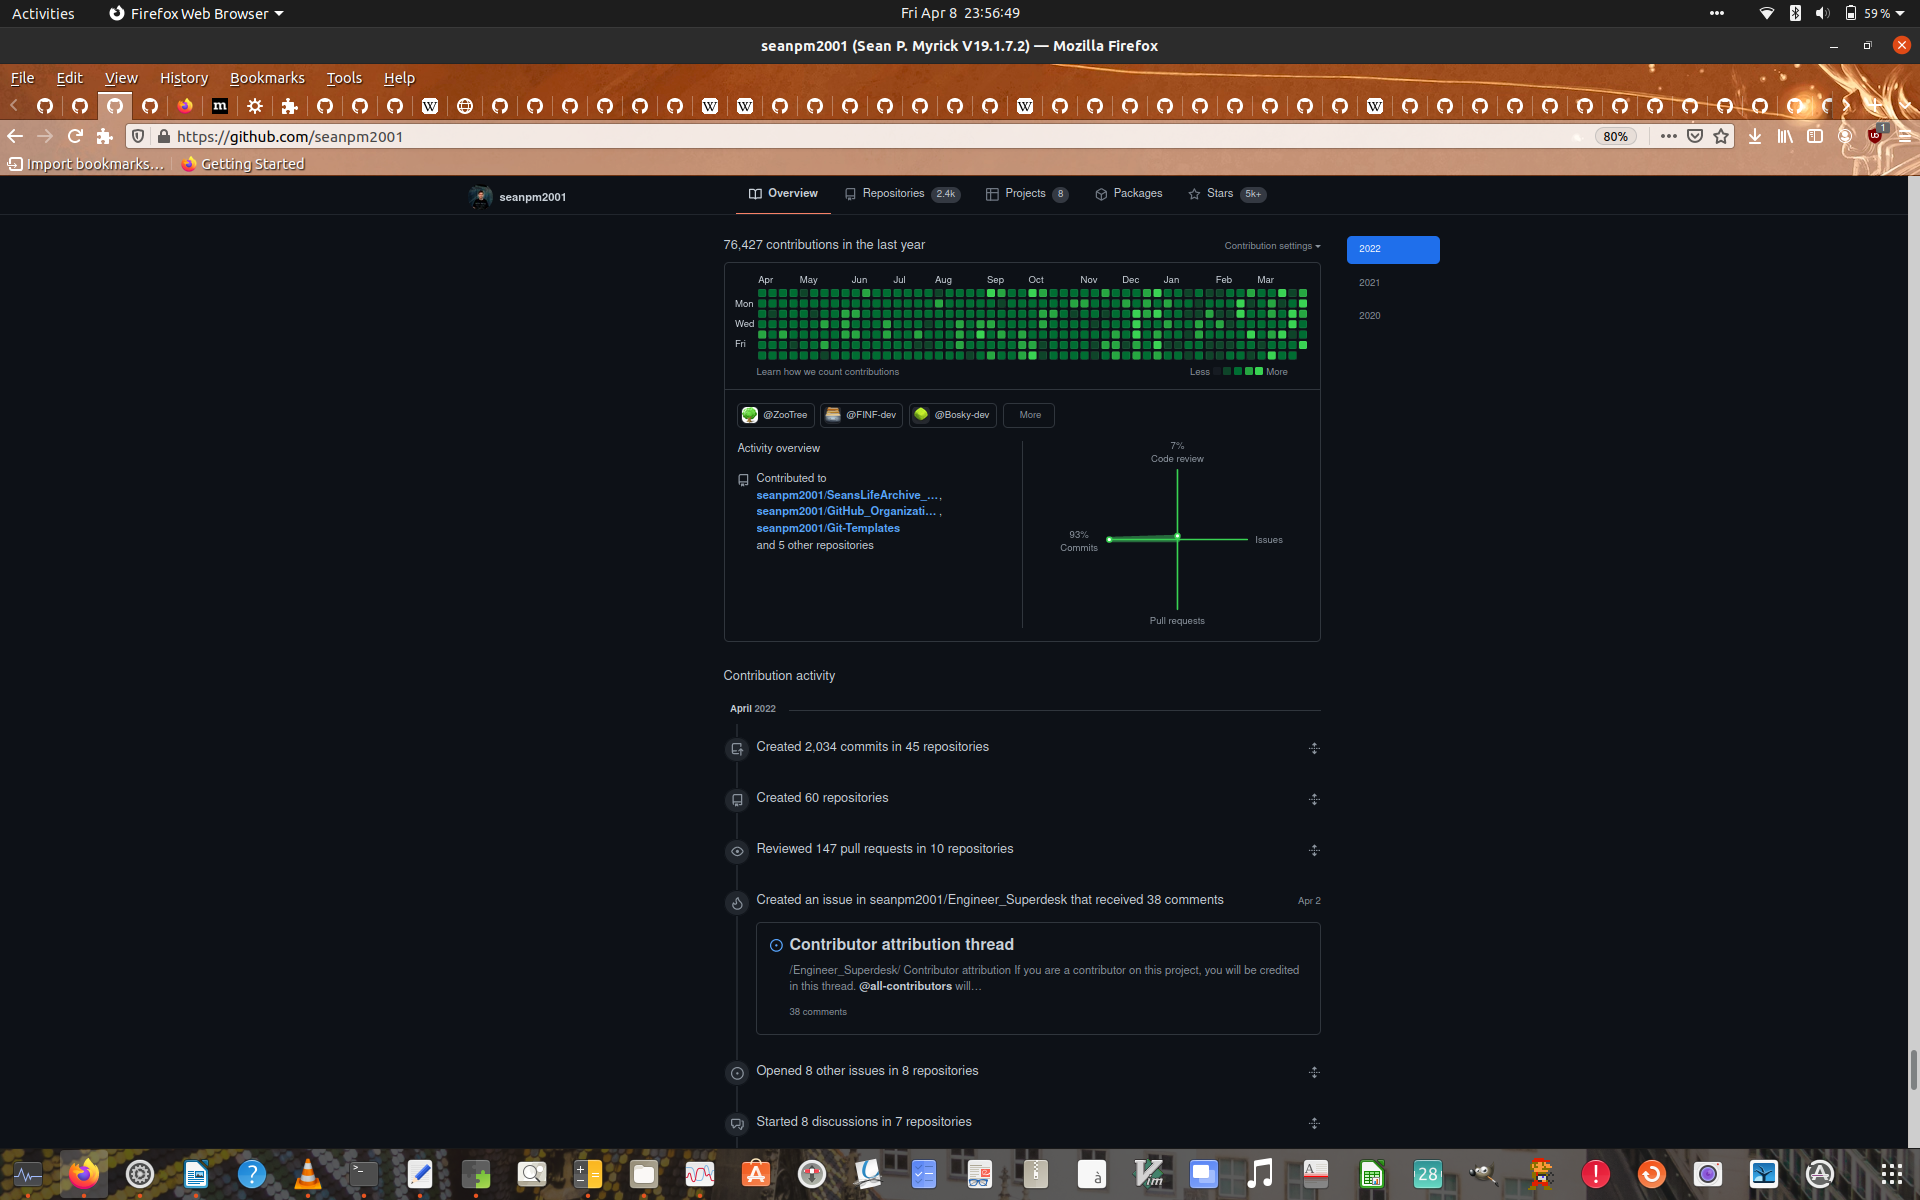 Activities
Firefox Web Browser
Fri Apr 8 23:56:49
59 %
seanpm2001 (Sean P. Myrick V19.1.7.2) — Mozilla Firefox
File Edit View History Bookmarks Tools Help
https://github.com/seanpm2001
80%
1
Import bookmarks...
Getting Started
seanpm2001
Overview
Repositories 2.4k
Projects 8
Packages
Stars 5k+
76,427 contributions in the last year
Contribution settings
2022
2021
2020
Apr May Jun Jul Aug Sep Oct Nov Dec Jan Feb Mar
Mon
Wed
Fri
Learn how we count contributions
Less
More
@ZooTree
@FINF-dev
@Bosky-dev
More
Activity overview
Contributed to
seanpm2001/SeansLifeArchive_...,
seanpm2001/GitHub_Organizati... ,
seanpm2001/Git-Templates
and 5 other repositories
7%
Code review
93%
Commits
Issues
Pull requests
Contribution activity
April 2022
Created 2,034 commits in 45 repositories
Created 60 repositories
Reviewed 147 pull requests in 10 repositories
Created an issue in seanpm2001/Engineer_Superdesk that received 38 comments
Apr 2
Contributor attribution thread
/Engineer_Superdesk/ Contributor attribution If you are a contributor on this project, you will be credited
in this thread. @all-contributors will...
38 comments
Opened 8 other issues in 8 repositories
Started 8 discussions in 7 repositories
28